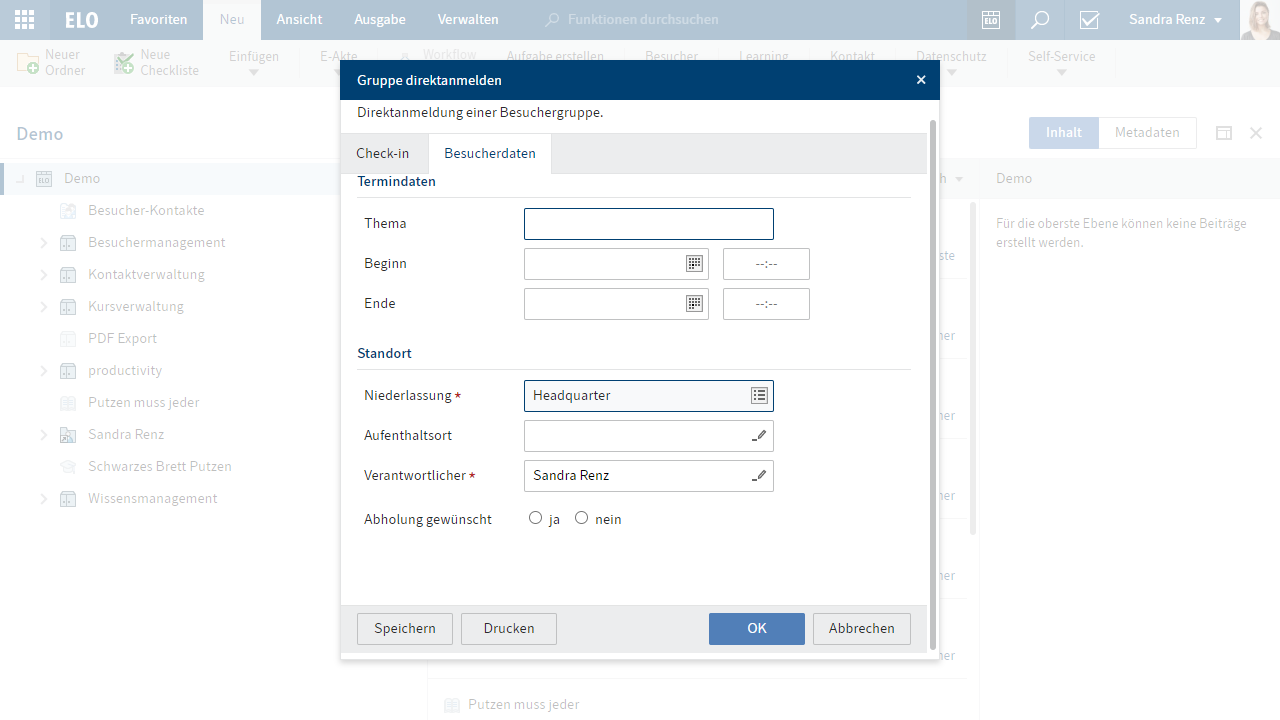 ELO Favoriten Neu Ansicht Ausgabe Verwalten Funktionen durchsuchen ELO Sandra Renz
Neuer Ordner Neue Checkliste Einfügen E-Akte Workflow Aufgabe erstellen Besucher Learning Kontakt Datenschutz Self-Service
Gruppe direktanmelden
Direktanmeldung einer Besuchergruppe.
Check-in Besucherdaten
Termindaten
Thema
Beginn --:--
Ende --:--
Standort
Niederlassung * Headquarter
Aufenthaltsort
Verantwortlicher * Sandra Renz
Abholung gewünscht ja nein
Speichern Drucken OK Abbrechen
Demo
Inhalt Metadaten
ELO Demo
Besucher-Kontakte
Besuchermanagement
Kontaktverwaltung
Kursverwaltung
PDF Export
productivity
Putzen muss jeder
Sandra Renz
Schwarzes Brett Putzen
Wissensmanagement
Putzen muss jeder
Demo
Für die oberste Ebene können keine Beiträge
erstellt werden.